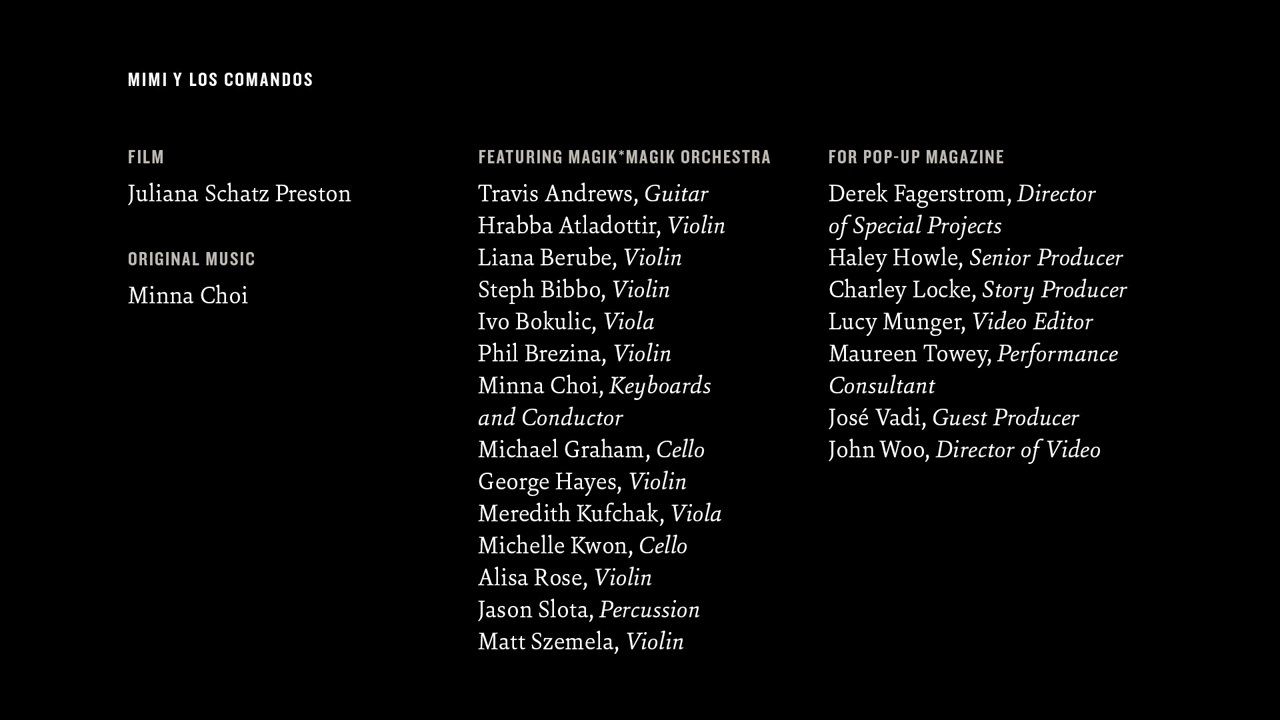 MIMI Y LOS COMANDOS
FILM
Juliana Schatz Preston
ORIGINAL MUSIC
Minna Choi
FEATURING MAGIK*MAGIK ORCHESTRA
Travis Andrews, Guitar
Hrabba Atladottir, Violin
Liana Berube, Violin
Steph Bibbo, Violin
Ivo Bokulic, Viola
Phil Brezina, Violin
Minna Choi, Keyboards
and Conductor
Michael Graham, Cello
George Hayes, Violin
Meredith Kufchak, Viola
Michelle Kwon, Cello
Alisa Rose, Violin
Jason Slota, Percussion
Matt Szemela, Violin
FOR POP-UP MAGAZINE
Derek Fagerstrom, Director
of Special Projects
Haley Howle, Senior Producer
Charley Locke, Story Producer
Lucy Munger, Video Editor
Maureen Towey, Performance
Consultant
José Vadi, Guest Producer
John Woo, Director of Video